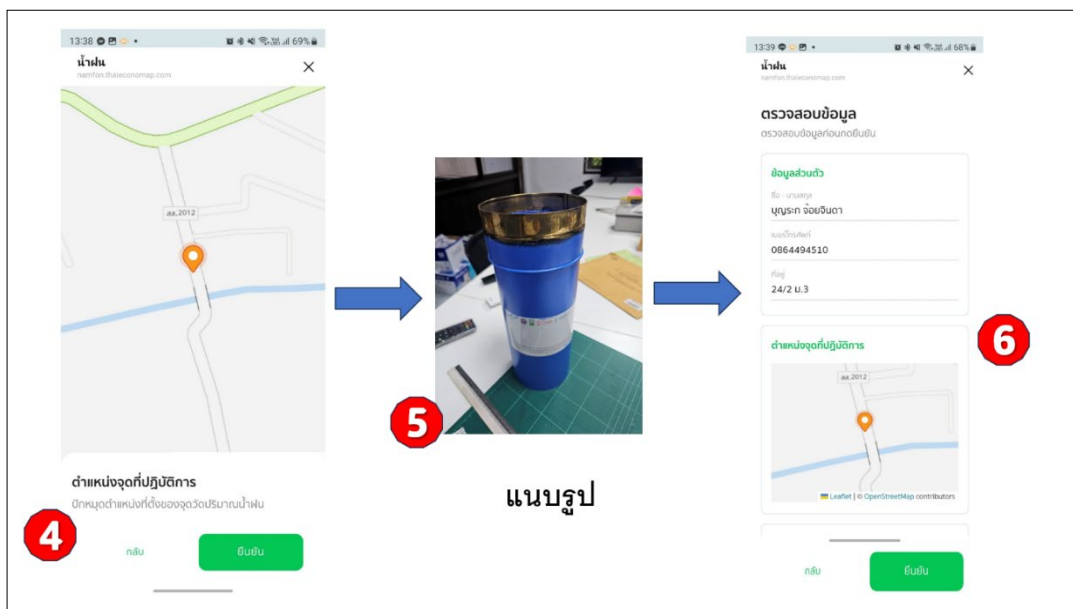 13:38
69%
น้ำฝน
namfon.thaieconomap.com
สส.2012
ตำแหน่งจุดที่ปฏิบัติการ
ปักหมุดตำแหน่งที่ตั้งของจุดวัดปริมาณน้ำฝน
4
กลับ
ยืนยัน
5
แนบรูป
13:39
68%
น้ำฝน
namfon.thaieconomap.com
ตรวจสอบข้อมูล
ตรวจสอบข้อมูลก่อนกดยืนยัน
ข้อมูลส่วนตัว
ชื่อ - นามสกุล
บุญระถ จ้อยจินดา
เบอร์โทรศัพท์
0864494510
ที่อยู่
24/2 ม.3
6
ตำแหน่งจุดที่ปฏิบัติการ
สส.2012
Leaflet | © OpenStreetMap contributors
กลับ
ยืนยัน